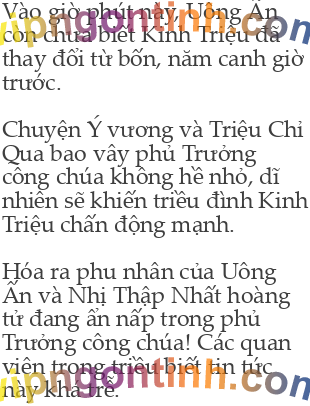 Vào giờ phút này, Uông Ấn
còn chưa biết Kinh Triệu đã
thay đổi từ bốn, năm canh giờ
trước.
Chuyện Ý vương và Triệu Chỉ
Qua bao vây phủ Trưởng
công chúa không hề nhỏ, dĩ
nhiên sẽ khiến triều đình Kinh
Triệu chấn động mạnh.
Hóa ra phu nhân của Uông
Ấn và Nhị Thập Nhất hoàng
tử đang ẩn nấp trong phủ
Trưởng công chúa! Các quan
viên trong triều biết tin tức
này khá trễ.
vipngontinh.com
vipngontinh.com